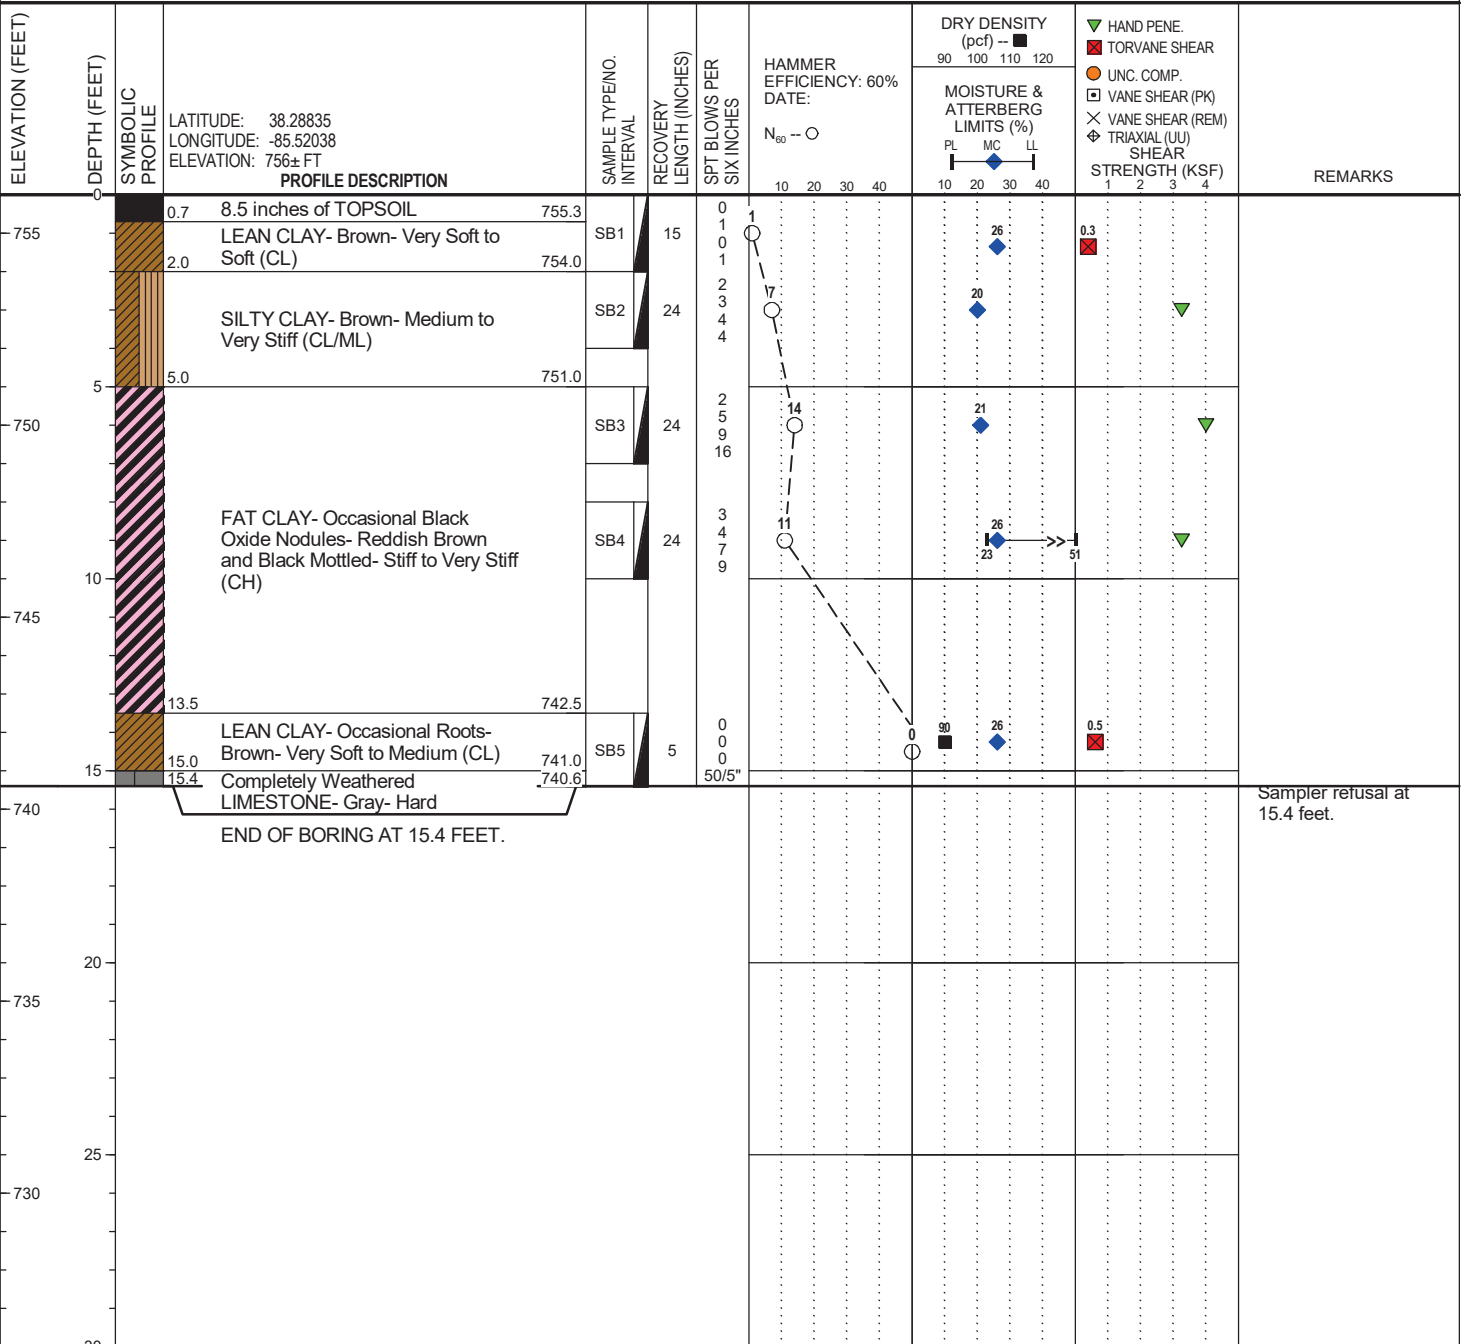 ELEVATION (FEET)
DEPTH (FEET)
SYMBOLIC
PROFILE
LATITUDE: 38.28835
LONGITUDE: -85.52038
ELEVATION: 756± FT
PROFILE DESCRIPTION
SAMPLE TYPE/NO.
INTERVAL
RECOVERY
LENGTH (INCHES)
SPT BLOWS PER
SIX INCHES
HAMMER
EFFICIENCY: 60%
DATE:
N60 --
10 20 30 40
DRY DENSITY
(pcf) --
90 100 110 120
MOISTURE &
ATTERBERG
LIMITS (%)
PL MC LL
10 20 30 40
HAND PENE.
TORVANE SHEAR
UNC. COMP.
VANE SHEAR (PK)
VANE SHEAR (REM)
TRIAXIAL (UU)
SHEAR
STRENGTH (KSF)
1 2 3 4
REMARKS
0
0.7 8.5 inches of TOPSOIL 755.3
755
LEAN CLAY- Brown- Very Soft to
Soft (CL)
2.0 754.0
SB1 15
0
1
0
1
1
26
0.3
SILTY CLAY- Brown- Medium to
Very Stiff (CL/ML)
5.0 751.0
SB2 24
2
3
4
4
7
20
5
750
SB3 24
2
5
9
16
14
21
FAT CLAY- Occasional Black
Oxide Nodules- Reddish Brown
and Black Mottled- Stiff to Very Stiff
(CH)
SB4 24
3
4
7
9
11
26
23 >> 51
10
745
13.5 742.5
LEAN CLAY- Occasional Roots-
Brown- Very Soft to Medium (CL)
15.0 741.0
SB5 5
0
0
0
50/5"
0
90
26
0.5
15
15.4 Completely Weathered 740.6
LIMESTONE- Gray- Hard
740
Sampler refusal at
15.4 feet.
END OF BORING AT 15.4 FEET.
20
735
25
730